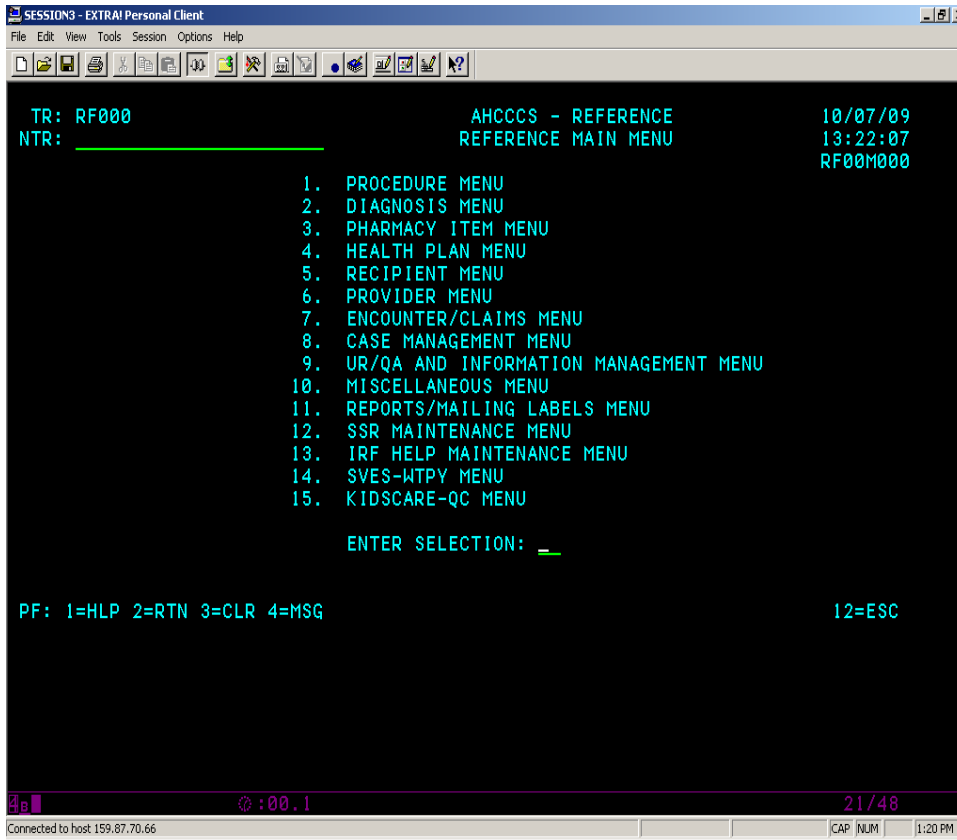 SESSION3 - EXTRA! Personal Client
File Edit View Tools Session Options Help
TR: RF000 AHCCCS - REFERENCE 10/07/09
NTR: REFERENCE MAIN MENU 13:22:07
RF00M000
1. PROCEDURE MENU
2. DIAGNOSIS MENU
3. PHARMACY ITEM MENU
4. HEALTH PLAN MENU
5. RECIPIENT MENU
6. PROVIDER MENU
7. ENCOUNTER/CLAIMS MENU
8. CASE MANAGEMENT MENU
9. UR/QA AND INFORMATION MANAGEMENT MENU
10. MISCELLANEOUS MENU
11. REPORTS/MAILING LABELS MENU
12. SSR MAINTENANCE MENU
13. IRF HELP MAINTENANCE MENU
14. SVES-WTPY MENU
15. KIDSCARE-QC MENU
ENTER SELECTION:
PF: 1=HLP 2=RTN 3=CLR 4=MSG 12=ESC
4B :00.1 21/48
Connected to host 159.87.70.66 CAP NUM 1:20 PM